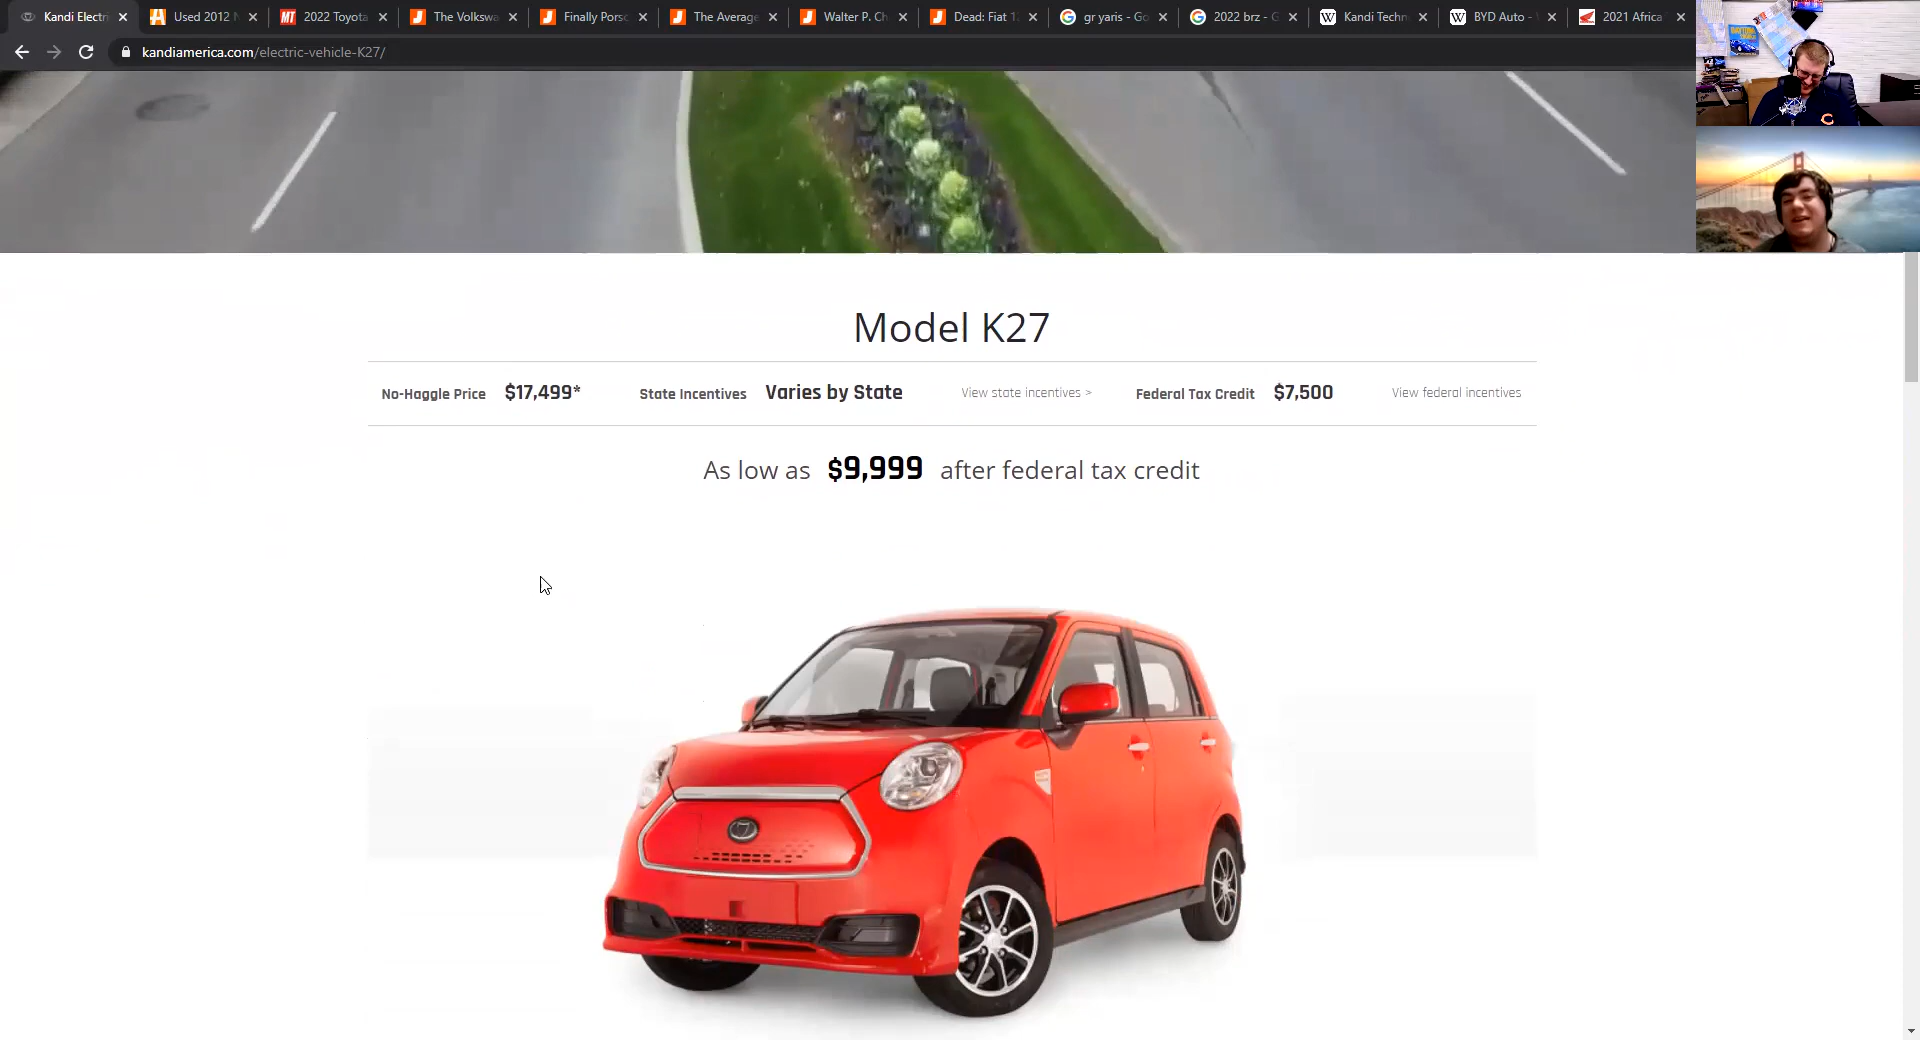 Kandi Electri
Used 2012 N
2022 Toyota
The Volkswa
Finally Porsc
The Average
Walter P. Ch
Dead: Fiat 1
gr yaris - Go
2022 brz - G
Kandi Techn
BYD Auto -
2021 Africa
kandiamerica.com/electric-vehicle-K27/
Model K27
No-Haggle Price $17,499* State Incentives Varies by State View state incentives > Federal Tax Credit $7,500 View federal incentives
As low as $9,999 after federal tax credit